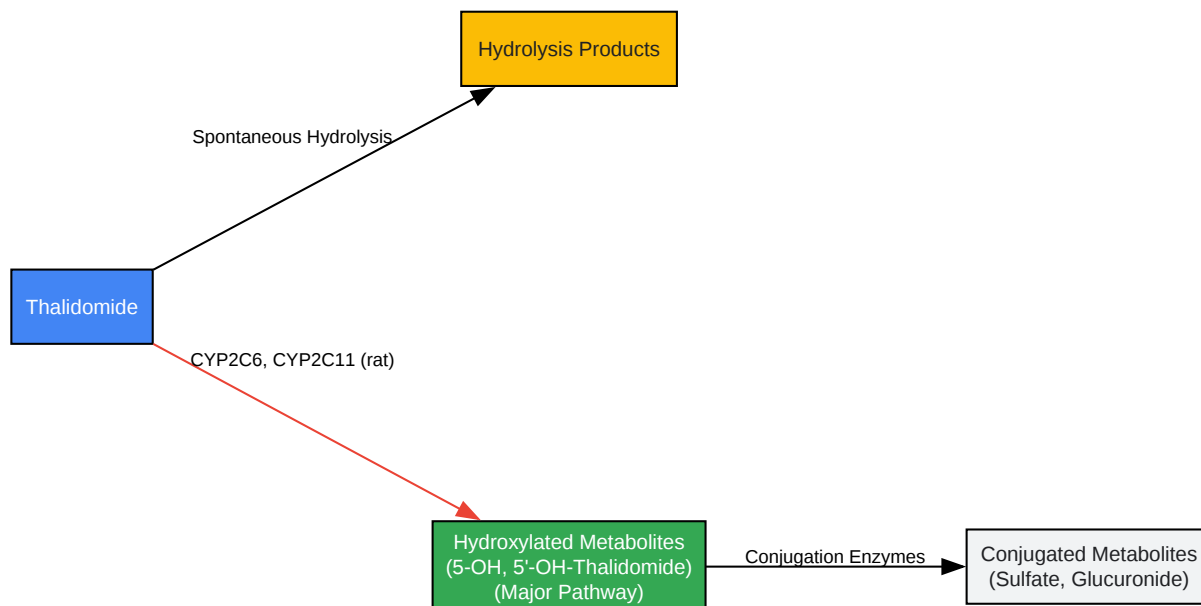 Hydrolysis Products
Spontaneous Hydrolysis
Thalidomide
CYP2C6, CYP2C11 (rat)
Hydroxylated Metabolites
(5-OH, 5'-OH-Thalidomide)
(Major Pathway)
Conjugation Enzymes
Conjugated Metabolites
(Sulfate, Glucuronide)